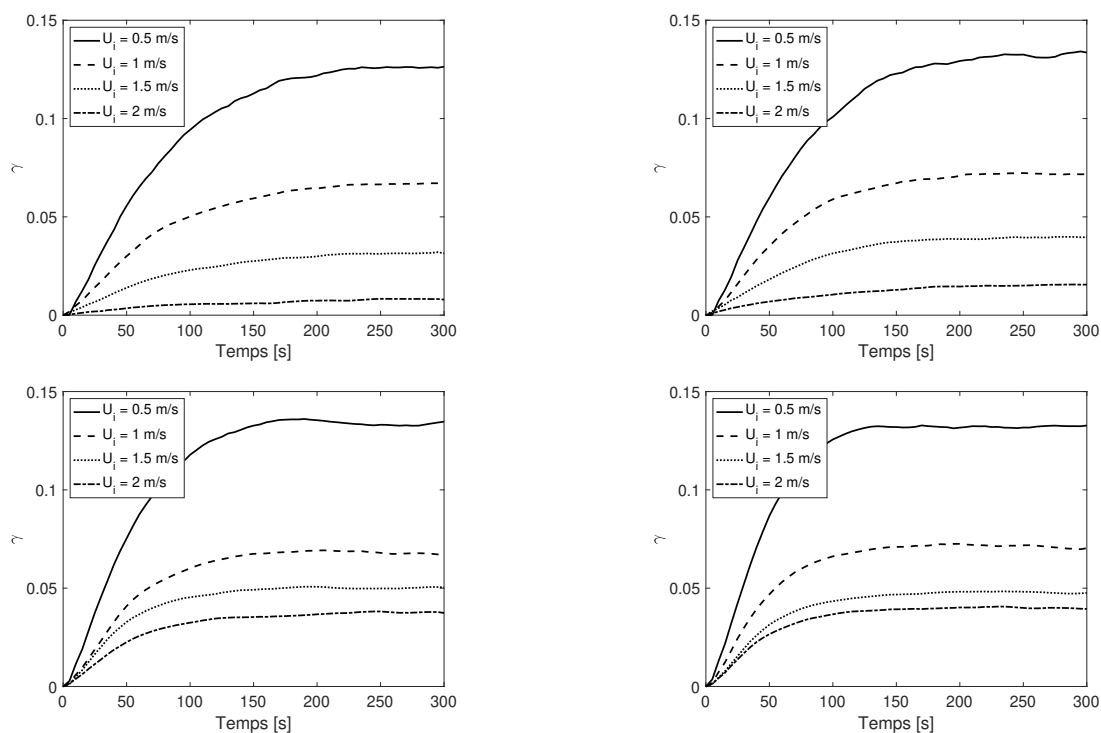 0.15
U_i = 0.5 m/s
U_i = 1 m/s
U_i = 1.5 m/s
U_i = 2 m/s
0.1
γ
0.05
0
0 50 100 150 200 250 300
Temps [s]
0.15
U_i = 0.5 m/s
U_i = 1 m/s
U_i = 1.5 m/s
U_i = 2 m/s
0.1
γ
0.05
0
0 50 100 150 200 250 300
Temps [s]
0.15
U_i = 0.5 m/s
U_i = 1 m/s
U_i = 1.5 m/s
U_i = 2 m/s
0.1
γ
0.05
0
0 50 100 150 200 250 300
Temps [s]
0.15
U_i = 0.5 m/s
U_i = 1 m/s
U_i = 1.5 m/s
U_i = 2 m/s
0.1
γ
0.05
0
0 50 100 150 200 250 300
Temps [s]